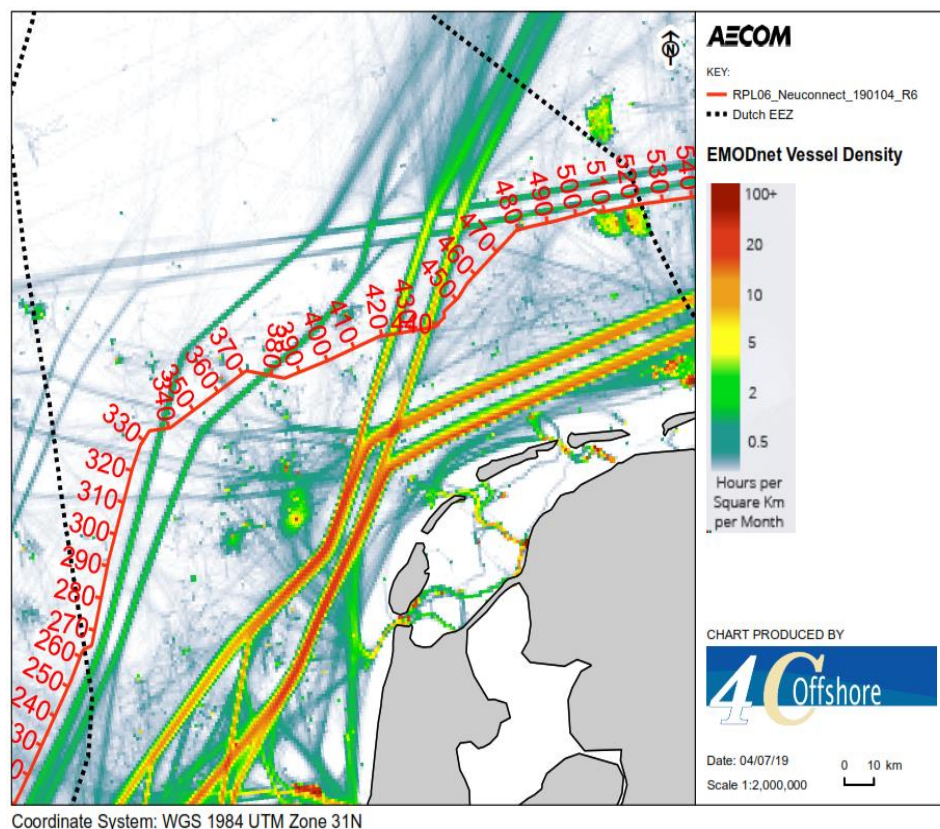 N
540
530
520
510
500
490
480
470
460
450
440
430
420
410
400
390
380
370
360
350
340
330
320
310
300
290
280
270
260
250
240
30
0
AECOM
KEY:
RPL06_Neuconnect_190104_R6
Dutch EEZ
EMODnet Vessel Density
100+
20
10
5
2
0.5
Hours per
Square Km
per Month
CHART PRODUCED BY
4C Offshore
Date: 04/07/19
0 10 km
Scale 1:2,000,000
Coordinate System: WGS 1984 UTM Zone 31N